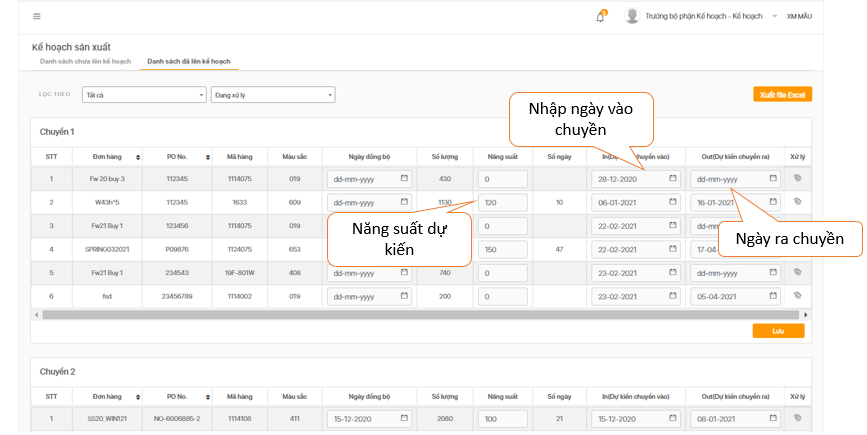 3
Trưởng bộ phận Kế hoạch - Kế hoạch
XM MẪU
Kế hoạch sản xuất
Danh sách chưa lên kế hoạch
Danh sách đã lên kế hoạch
LỌC THEO
Tất cả
Đang xử lý
Xuất file Excel
Nhập ngày vào
chuyền
Chuyền 1
STT Đơn hàng PO No. Mã hàng Màu sắc Ngày đồng bộ Số lượng Năng suất Số ngày In(Dự chuyền vào) Out(Dự kiến chuyền ra) Xử lý
1 Fw 20 buy 3 112345 1114075 019 dd-mm-yyyy 430 0 28-12-2020 dd-mm-yyyy
2 W43h*5 112345 1633 609 dd-mm-yyyy 1130 120 10 06-01-2021 16-01-2021
3 Fw21 Buy 1 123456 1114075 019 0 22-02-2021 dd-mm
4 SPRING032021 P09876 1124075 653 150 47 22-02-2021 17-04
5 Fw21 Buy 1 234543 19F-801W 408 dd-mm-yyyy 740 0 23-02-2021 dd-mm-yyyy
6 fsd 23456789 1114002 019 dd-mm-yyyy 200 0 23-02-2021 05-04-2021
Năng suất dự
kiến
Ngày ra chuyền
Lưu
Chuyền 2
STT Đơn hàng PO No. Mã hàng Màu sắc Ngày đồng bộ Số lượng Năng suất Số ngày In(Dự kiến chuyền vào) Out(Dự kiến chuyền ra) Xử lý
1 SS20_WIN121 NO-6006885-2 1114108 411 15-12-2020 2080 100 21 15-12-2020 08-01-2021